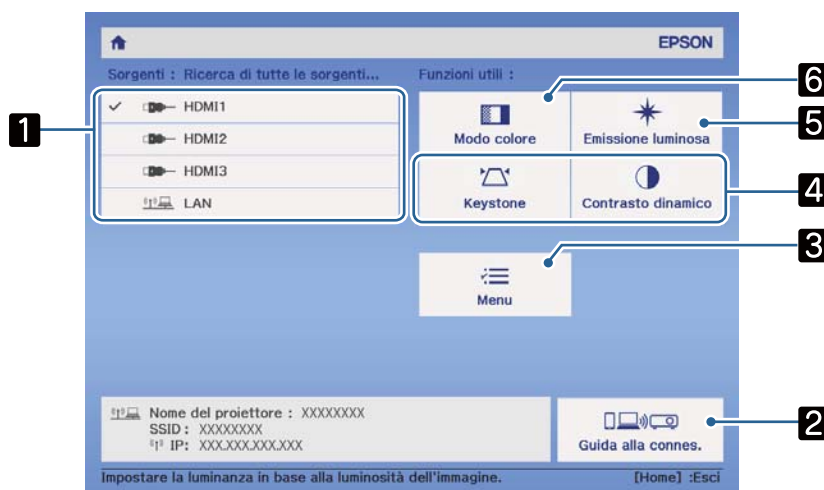 EPSON
Sorgenti : Ricerca di tutte le sorgenti...
Funzioni utili :
HDMI1
HDMI2
HDMI3
LAN
Modo colore
Emissione luminosa
Keystone
Contrasto dinamico
Menu
Nome del proiettore : XXXXXXXX
SSID : XXXXXXXX
IP: XXX.XXX.XXX.XXX
Guida alla connes.
Impostare la luminanza in base alla luminosità dell'immagine.
[Home] :Esci
1
6
5
4
3
2